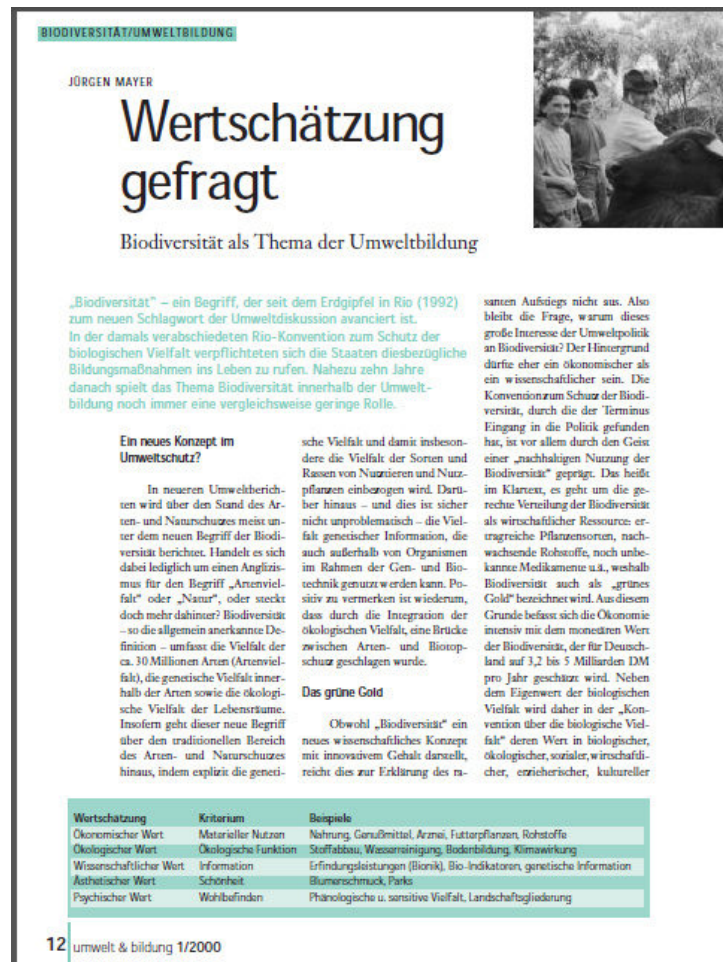 BIODIVERSITÄT/UMWELTBILDUNG
JÜRGEN MAYER
Wertschätzung
gefragt
Biodiversität als Thema der Umweltbildung
„Biodiversität" – ein Begriff, der seit dem Erdgipfel in Rio (1992)
zum neuen Schlagwort der Umweltdiskussion avanciert ist.
In der damals verabschiedeten Rio-Konvention zum Schutz der
biologischen Vielfalt verpflichteten sich die Staaten diesbezügliche
Bildungsmaßnahmen ins Leben zu rufen. Nahezu zehn Jahre
danach spielt das Thema Biodiversität innerhalb der Umwelt-
bildung noch immer eine vergleichsweise geringe Rolle.
Ein neues Konzept im
Umweltschutz?
In neueren Umweltberich-
ten wird über den Stand des Ar-
ten- und Naturschutzes meist un-
ter dem neuen Begriff der Biodi-
versität berichtet. Handelt es sich
dabei lediglich um einen Anglizis-
mus für den Begriff „Artenviel-
falt" oder „Natur", oder steckt
doch mehr dahinter? Biodiversität
– so die allgemein anerkannte De-
finition – umfasst die Vielfalt der
ca. 30 Millionen Arten (Artenviel-
falt), die genetische Vielfalt inner-
halb der Arten sowie die ökologi-
sche Vielfalt der Lebensräume.
Insofern geht dieser neue Begriff
über den traditionellen Bereich
des Arten- und Naturschutzes
hinaus, indem explizit die geneti-
sche Vielfalt und damit insbeson-
dere die Vielfalt der Sorten und
Rassen von Nutztieren und Nutz-
pflanzen einbezogen wird. Darü-
ber hinaus – und dies ist sicher
nicht unproblematisch – die Viel-
falt genetischer Information, die
auch außerhalb von Organismen
im Rahmen der Gen- und Bio-
technik genutzt werden kann. Po-
sitiv zu vermerken ist wiederum,
dass durch die Integration der
ökologischen Vielfalt, eine Brücke
zwischen Arten- und Biotop-
schutz geschlagen wurde.
Das grüne Gold
Obwohl „Biodiversität" ein
neues wissenschaftliches Konzept
mit innovativem Gehalt darstellt,
reicht dies zur Erklärung des ra-
santen Aufstiegs nicht aus. Also
bleibt die Frage, warum dieses
große Interesse der Umweltpolitik
an Biodiversität? Der Hintergrund
dürfte eher ein ökonomischer als
ein wissenschaftlicher sein. Die
Konvention zum Schutz der Biodi-
versität, durch die der Terminus
Eingang in die Politik gefunden
hat, ist vor allem durch den Geist
einer „nachhaltigen Nutzung der
Biodiversität" geprägt. Das heißt
im Klartext, es geht um die ge-
rechte Verteilung der Biodiversität
als wirtschaftlicher Ressource: er-
tragreiche Pflanzensorten, nach-
wachsende Rohstoffe, noch unbe-
kannte Medikamente u.ä., weshalb
Biodiversität auch als „grünes
Gold" bezeichnet wird. Aus diesem
Grunde befasst sich die Ökonomie
intensiv mit dem monetären Wert
der Biodiversität, der für Deutsch-
land auf 3,2 bis 5 Milliarden DM
pro Jahr geschätzt wird. Neben
dem Eigenwert der biologischen
Vielfalt wird daher in der „Kon-
vention über die biologische Viel-
falt" deren Wert in biologischer,
ökologischer, sozialer, wirtschaftli-
cher, erzieherischer, kultureller
Wertschätzung Kriterium Beispiele
Ökonomischer Wert Materieller Nutzen Nahrung, Genußmittel, Arznei, Futterpflanzen, Rohstoffe
Ökologischer Wert Ökologische Funktion Stoffabbau, Wasserreinigung, Bodenbildung, Klimawirkung
Wissenschaftlicher Wert Information Erfindungsleistungen (Bionik), Bio-Indikatoren, genetische Information
Ästhetischer Wert Schönheit Blumenschmuck, Parks
Psychischer Wert Wohlbefinden Phänologische u. sensitive Vielfalt, Landschaftsgliederung
12 umwelt & bildung 1/2000